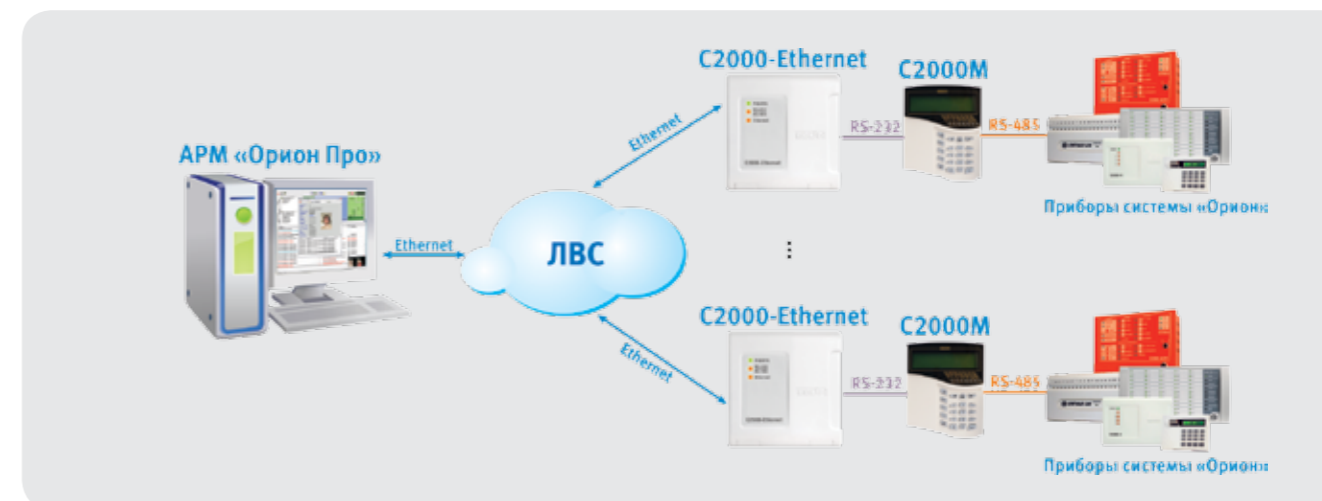 С2000-Ethernet
С2000М
Ethernet
RS-232
RS-485
Приборы системы «Орион»
АРМ «Орион Про»
Ethernet
ЛВС
⋮
С2000-Ethernet
С2000М
Ethernet
RS-232
RS-485
Приборы системы «Орион»